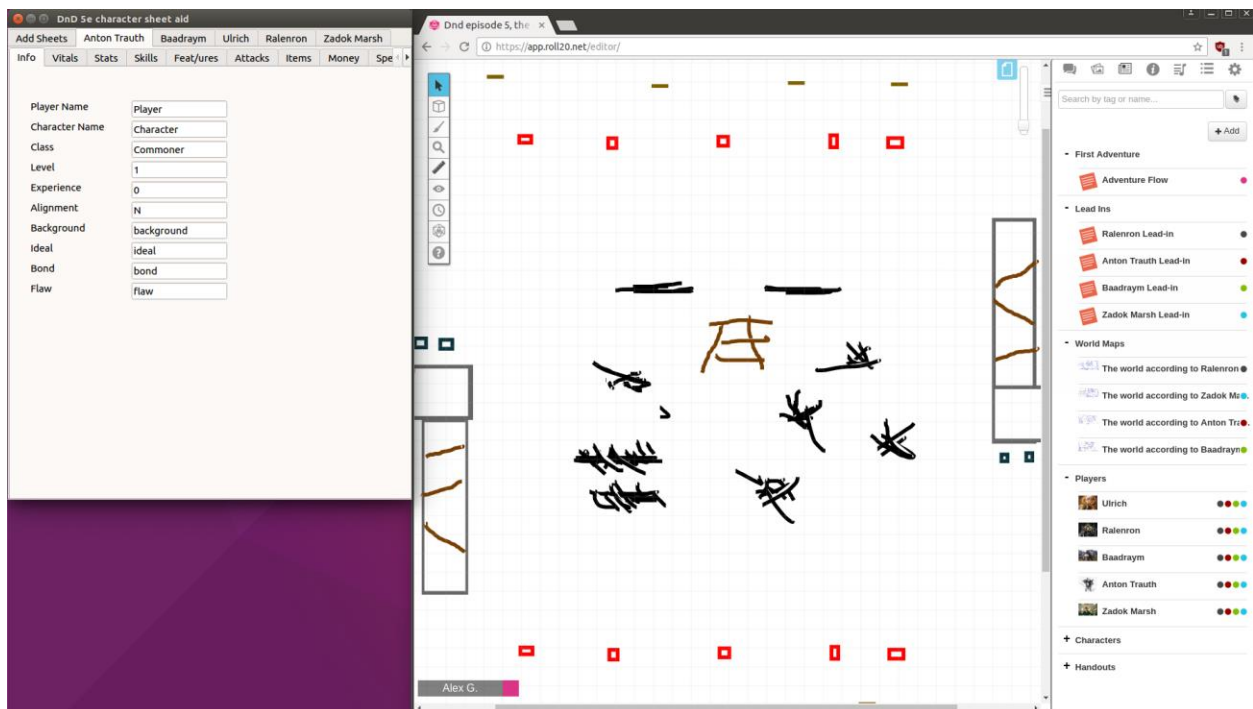 DnD 5e character sheet aid
Add Sheets Anton Trauth Baadraym Ulrich Ralenron Zadok Marsh
Info Vitals Stats Skills Feat/ures Attacks Items Money Spe
Player Name Player
Character Name Character
Class Commoner
Level 1
Experience 0
Alignment N
Background background
Ideal ideal
Bond bond
Flaw flaw
Dnd episode 5, the
https://app.roll20.net/editor/
Alex G.
Search by tag or name...
+ Add
- First Adventure
Adventure Flow
- Lead Ins
Ralenron Lead-in
Anton Trauth Lead-in
Baadraym Lead-in
Zadok Marsh Lead-in
- World Maps
The world according to Ralenron
The world according to Zadok Ma
The world according to Anton Tra
The world according to Baadraym
- Players
Ulrich
Ralenron
Baadraym
Anton Trauth
Zadok Marsh
+ Characters
+ Handouts